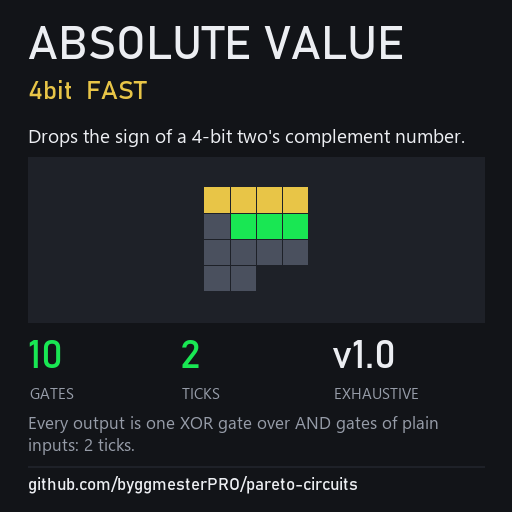 ABSOLUTE VALUE
4bit FAST
Drops the sign of a 4-bit two's complement number.
10 2 v1.0
GATES TICKS EXHAUSTIVE
Every output is one XOR gate over AND gates of plain
inputs: 2 ticks.
github.com/byggmesterPRO/pareto-circuits